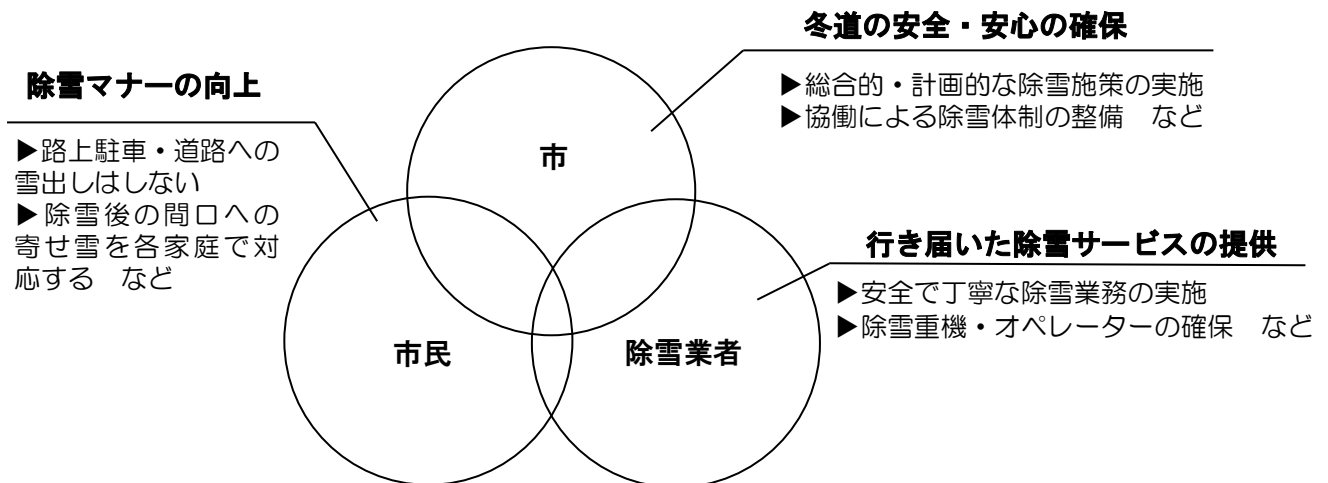 冬道の安全・安心の確保
▶総合的・計画的な除雪施策の実施
▶協働による除雪体制の整備　など
除雪マナーの向上
▶路上駐車・道路への
雪出しはしない
▶除雪後の間口への
寄せ雪を各家庭で対
応する　など
市
行き届いた除雪サービスの提供
▶安全で丁寧な除雪業務の実施
▶除雪重機・オペレーターの確保　など
市民
除雪業者